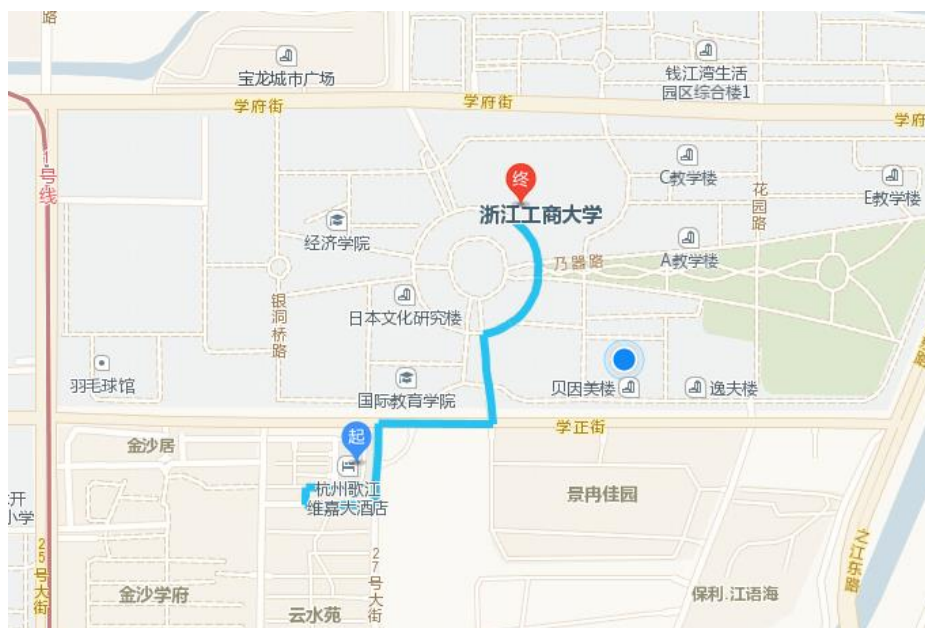 路
宝龙城市广场
钱江湾生活
园区综合楼1
学府街
学府街
学府
1号线
终
浙江工商大学
C教学楼
花园路
E教学楼
经济学院
乃器路
A教学楼
银洞桥路
日本文化研究楼
羽毛球馆
国际教育学院
贝因美楼
逸夫楼
学正街
金沙居
起
杭州歌江
维嘉大酒店
景冉佳园
开
小学
25号大街
27号大街
之江东路
金沙学府
云水苑
保利.江语海